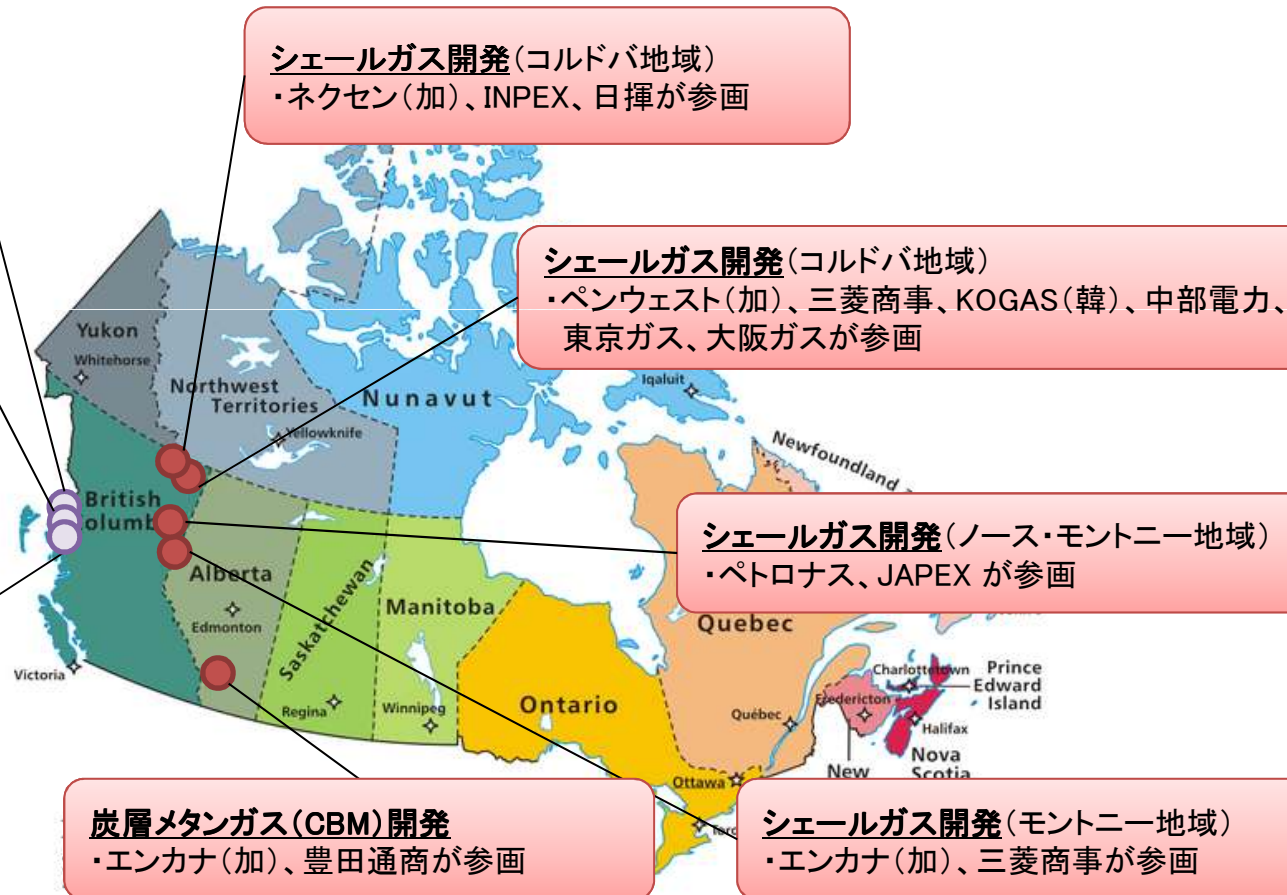 シェールガス開発(コルドバ地域)
・ネクセン(加)、INPEX、日揮が参画
シェールガス開発(コルドバ地域)
・ペンウェスト(加)、三菱商事、KOGAS(韓)、中部電力、
東京ガス、大阪ガスが参画
Yukon
Whitehorse
Northwest
Territories
Yellowknife
Nunavut
Iqaluit
Newfoundland
シェールガス開発(ノース・モントニー地域)
・ペトロナス、JAPEX が参画
British
olumb
Alberta
Edmonton
Saskatchewan
Manitoba
Quebec
Victoria
Regina
Winnipeg
Ontario
Québec
Charlottetown
Prince
Edward
Island
Fredericton
Halifax
Nova
Scotia
New
Ottawa
炭層メタンガス(CBM)開発
・エンカナ(加)、豊田通商が参画
シェールガス開発(モントニー地域)
・エンカナ(加)、三菱商事が参画